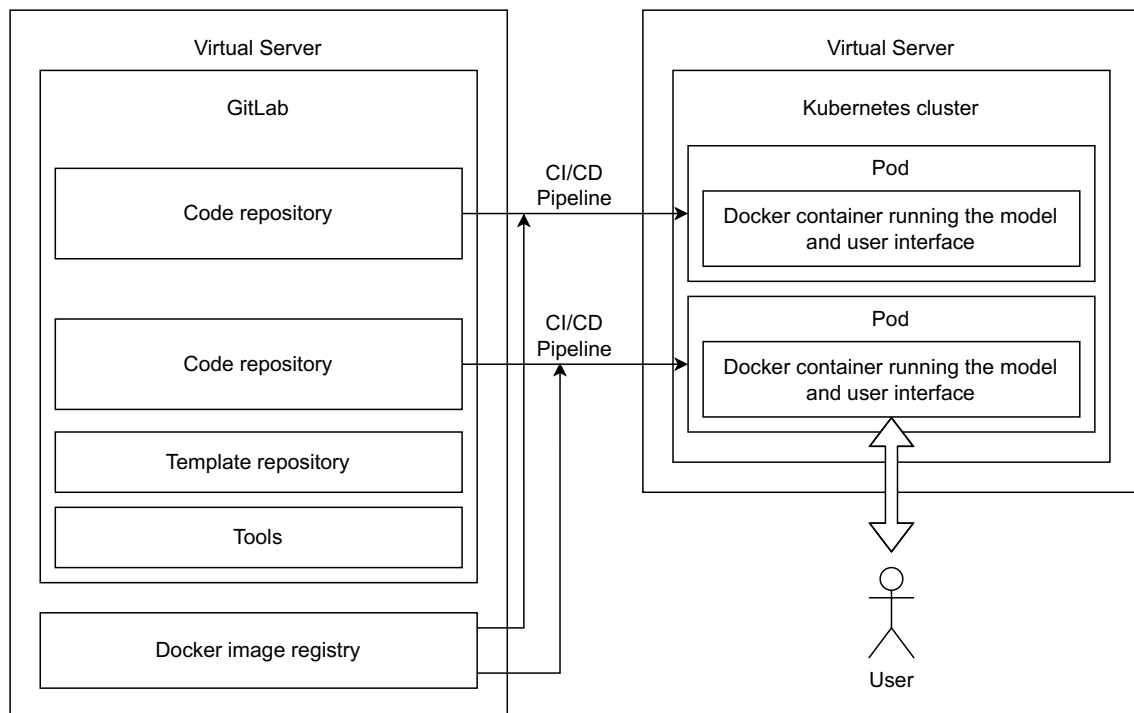 Virtual Server
GitLab
Code repository
Code repository
Template repository
Tools
Docker image registry
CI/CD
Pipeline
CI/CD
Pipeline
Virtual Server
Kubernetes cluster
Pod
Docker container running the model
and user interface
Pod
Docker container running the model
and user interface
User